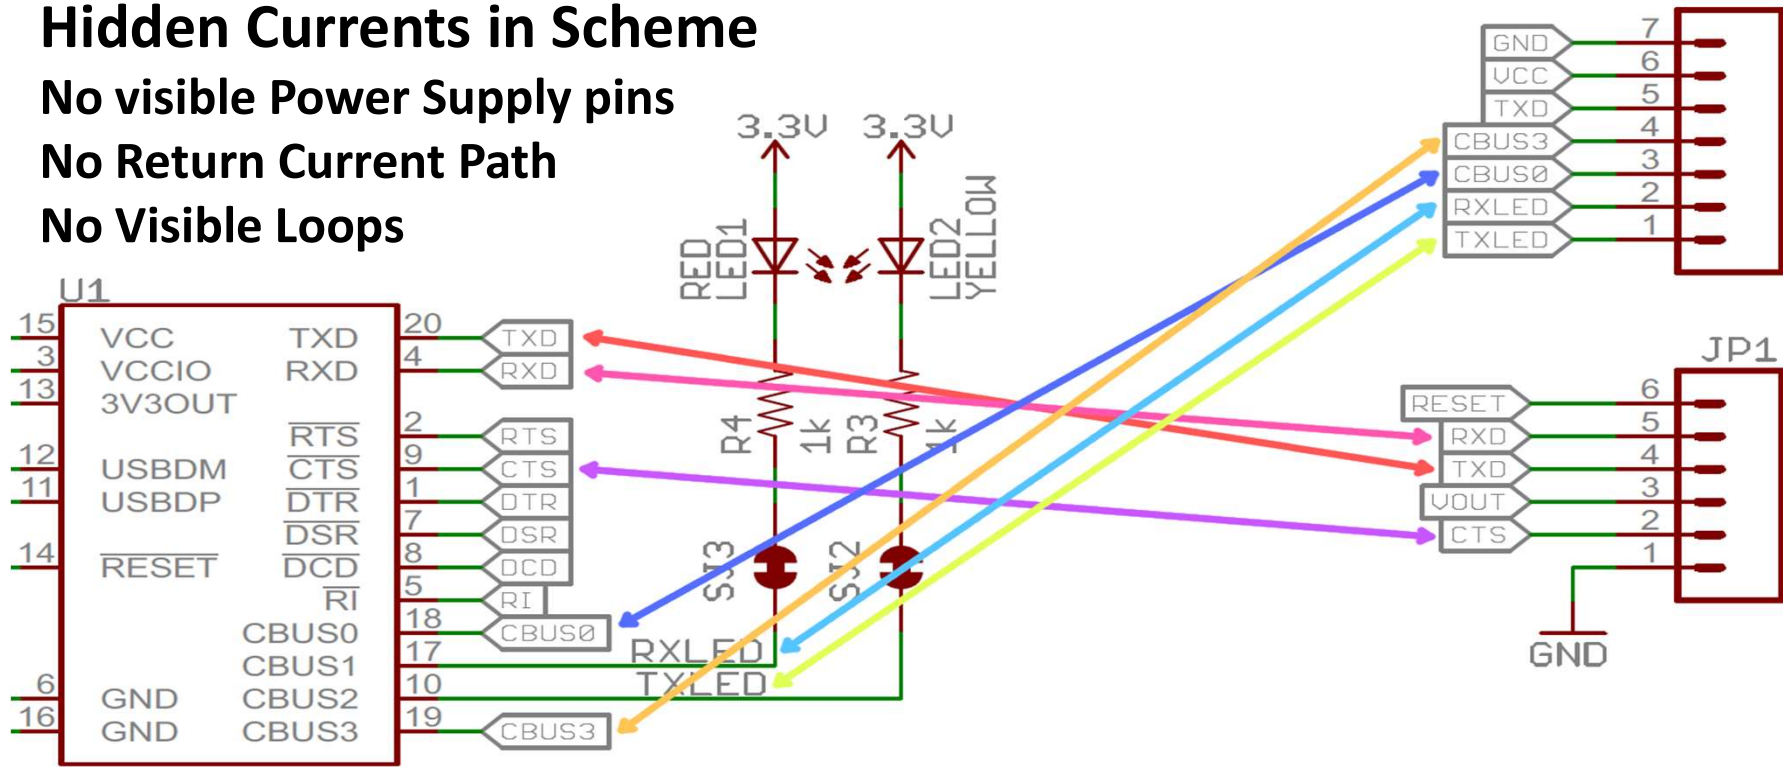 Hidden Currents in Scheme
No visible Power Supply pins
No Return Current Path
No Visible Loops
3.3V 3.3V
RED
LED1
LED2
YELLOW
R4
1k
R3
1k
SJ3
SJ2
RXLED
TXLED
U1
15 VCC TXD 20 TXD
3 VCCIO RXD 4 RXD
13 3V3OUT
RTS 2 RTS
12 USBDM CTS 9 CTS
11 USBDP DTR 1 DTR
DSR 7 DSR
14 RESET DCD 8 DCD
RI 5 RI
CBUS0 18 CBUS0
CBUS1 17
6 GND CBUS2 10
16 GND CBUS3 19 CBUS3
GND 7
VCC 6
TXD 5
CBUS3 4
CBUS0 3
RXLED 2
TXLED 1
JP1
RESET 6
RXD 5
TXD 4
VOUT 3
CTS 2
1
GND